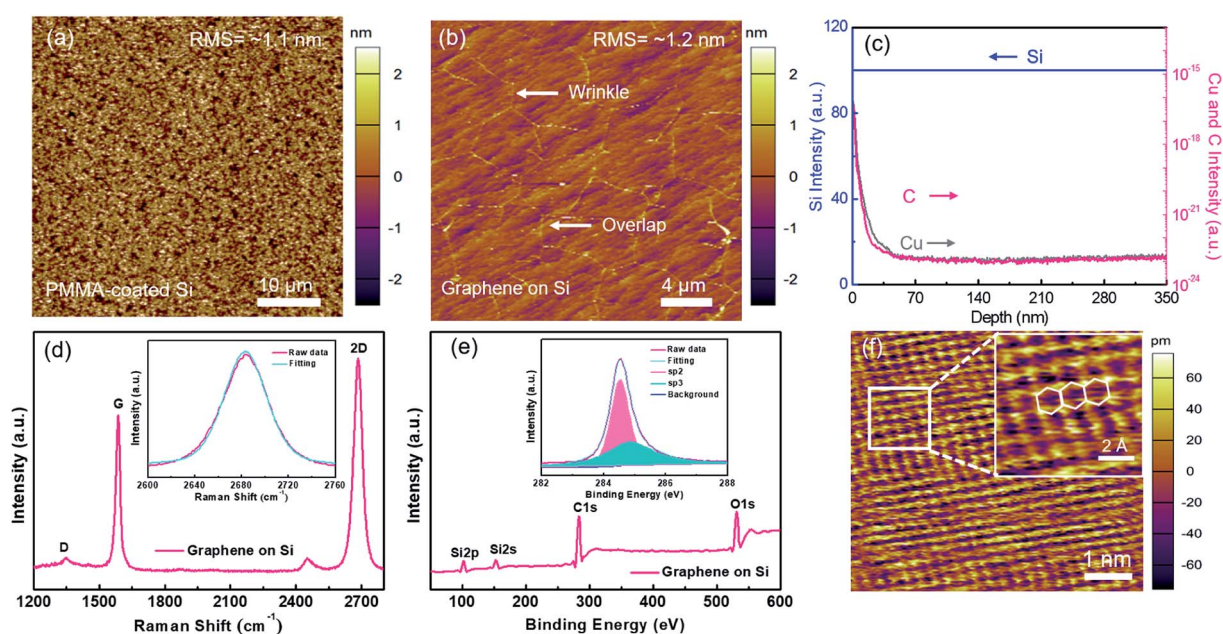 (a)
RMS= ~1.1 nm
PMMA-coated Si
10 µm
nm
2
1
0
-1
-2
(b)
RMS= ~1.2 nm
Wrinkle
Overlap
Graphene on Si
4 µm
nm
2
1
0
-1
-2
(c)
Si
C
Cu
Si Intensity (a.u.)
120
100
80
60
40
20
0
0 70 140 210 280 350
Depth (nm)
Cu and C Intensity (a.u.)
10⁻¹⁵
10⁻¹⁸
10⁻²¹
10⁻²⁴
(d)
D
G
2D
Graphene on Si
Intensity (a.u.)
1200 1600 2000 2400 2800
Raman Shift (cm⁻¹)
Raw data
Fitting
Intensity (a.u.)
2600 2640 2680 2720 2760
Raman Shift (cm⁻¹)
(e)
Si2p
Si2s
C1s
O1s
Graphene on Si
Intensity (a.u.)
100 200 300 400 500 600
Binding Energy (eV)
Raw data
Fitting
sp2
sp3
Background
Intensity (a.u.)
282 284 286 288
Binding Energy (eV)
(f)
2 Å
1 nm
pm
60
40
20
0
-20
-40
-60